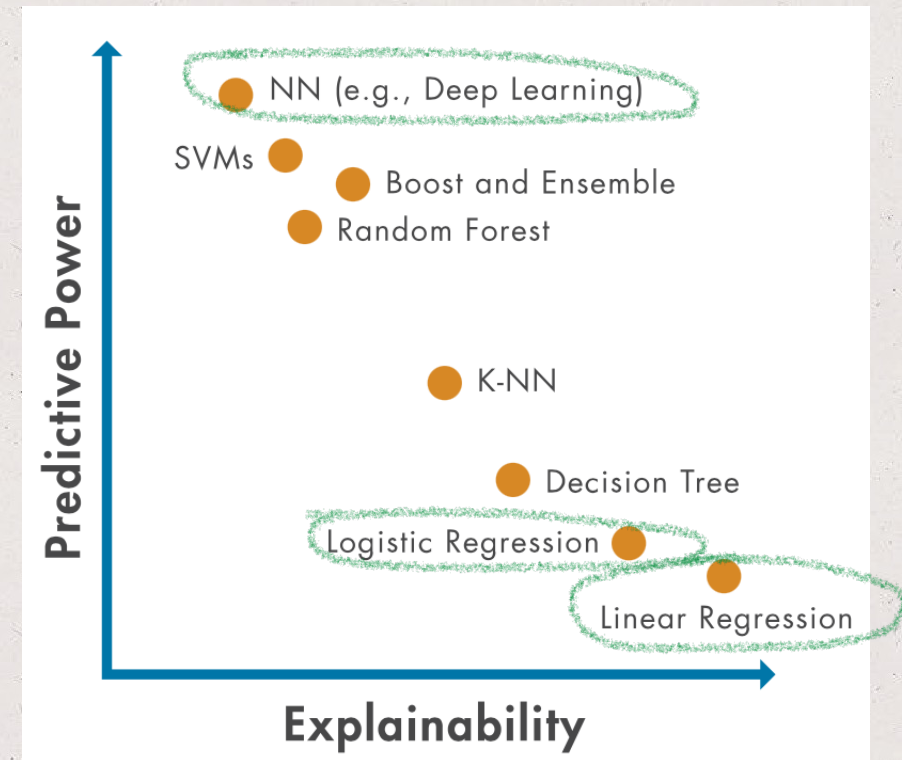 NN (e.g., Deep Learning)
SVMs
Boost and Ensemble
Random Forest
K-NN
Decision Tree
Logistic Regression
Linear Regression
Predictive Power
Explainability